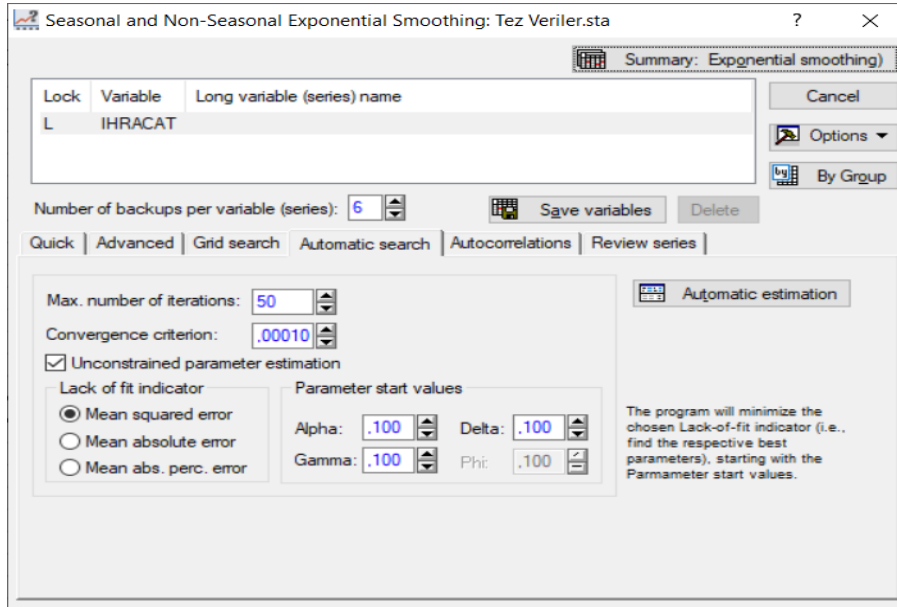 Seasonal and Non-Seasonal Exponential Smoothing: Tez Veriler.sta ?
Summary: Exponential smoothing)
Lock Variable Long variable (series) name
L IHRACAT
Cancel
Options
By Group
Number of backups per variable (series): 6
Save variables
Delete
Quick Advanced Grid search Automatic search Autocorrelations Review series
Max. number of iterations: 50
Convergence criterion: ,00010
Unconstrained parameter estimation
Lack of fit indicator
Mean squared error
Mean absolute error
Mean abs. perc. error
Parameter start values
Alpha: ,100 Delta: ,100
Gamma: ,100 Phi: ,100
Automatic estimation
The program will minimize the
chosen Lack-of-fit indicator (i.e.,
find the respective best
parameters), starting with the
Parmameter start values.